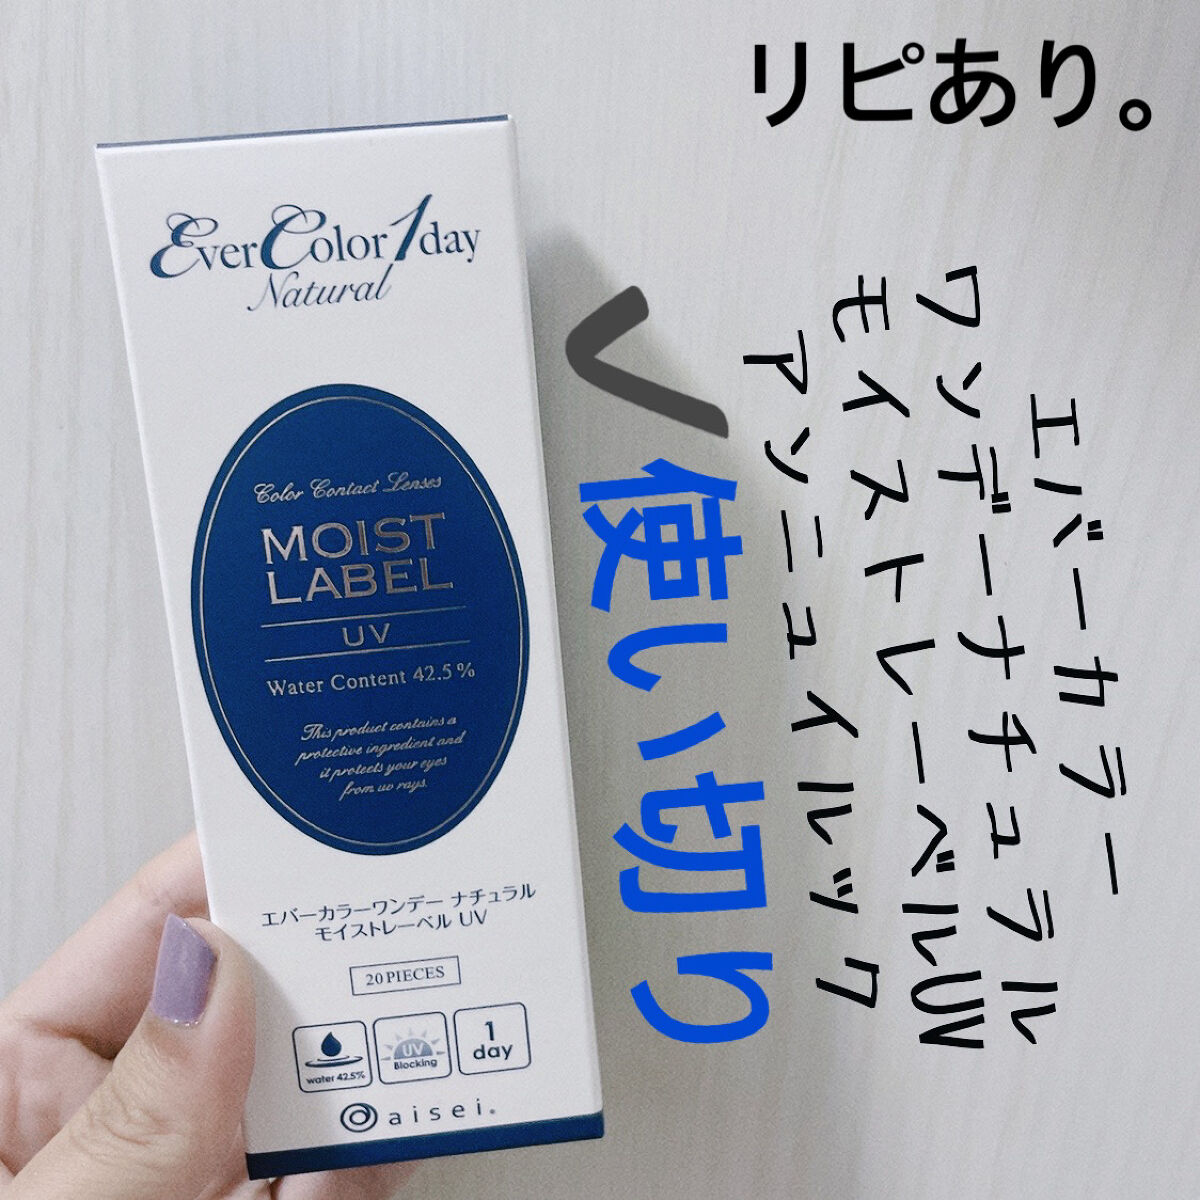 リピあり。
エバーカラー
ワンデーナチュラル
モイストレーベルUV
アンニュイルック
✓使い切り
EverColor1day
Natural
Color Contact Lenses
MOIST
LABEL
UV
Water Content 42.5%
This product contains a
protective ingredient and
it protects your eyes
from uv rays.
エバーカラーワンデー ナチュラル
モイストレーベル UV
20 PIECES
water 42.5%
UV
Blocking
1
day
aisei®